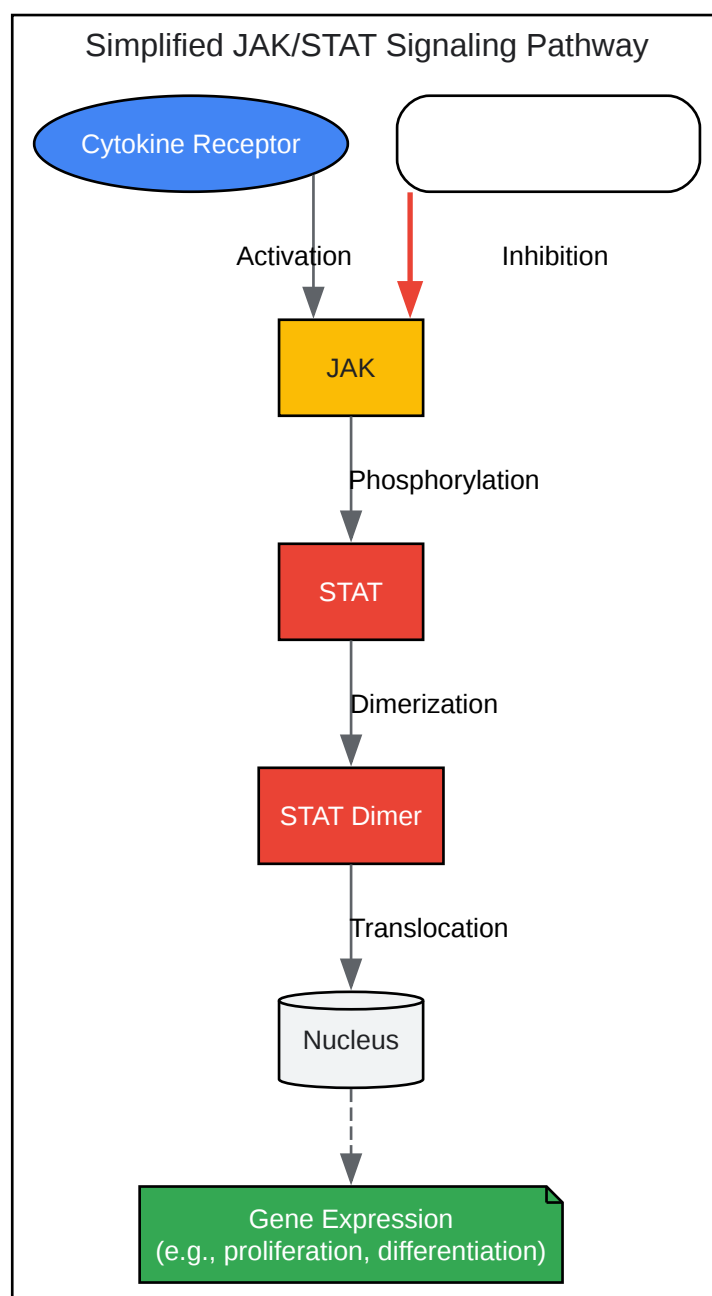 Simplified JAK/STAT Signaling Pathway
Cytokine Receptor
Activation
Inhibition
JAK
Phosphorylation
STAT
Dimerization
STAT Dimer
Translocation
Nucleus
Gene Expression
(e.g., proliferation, differentiation)